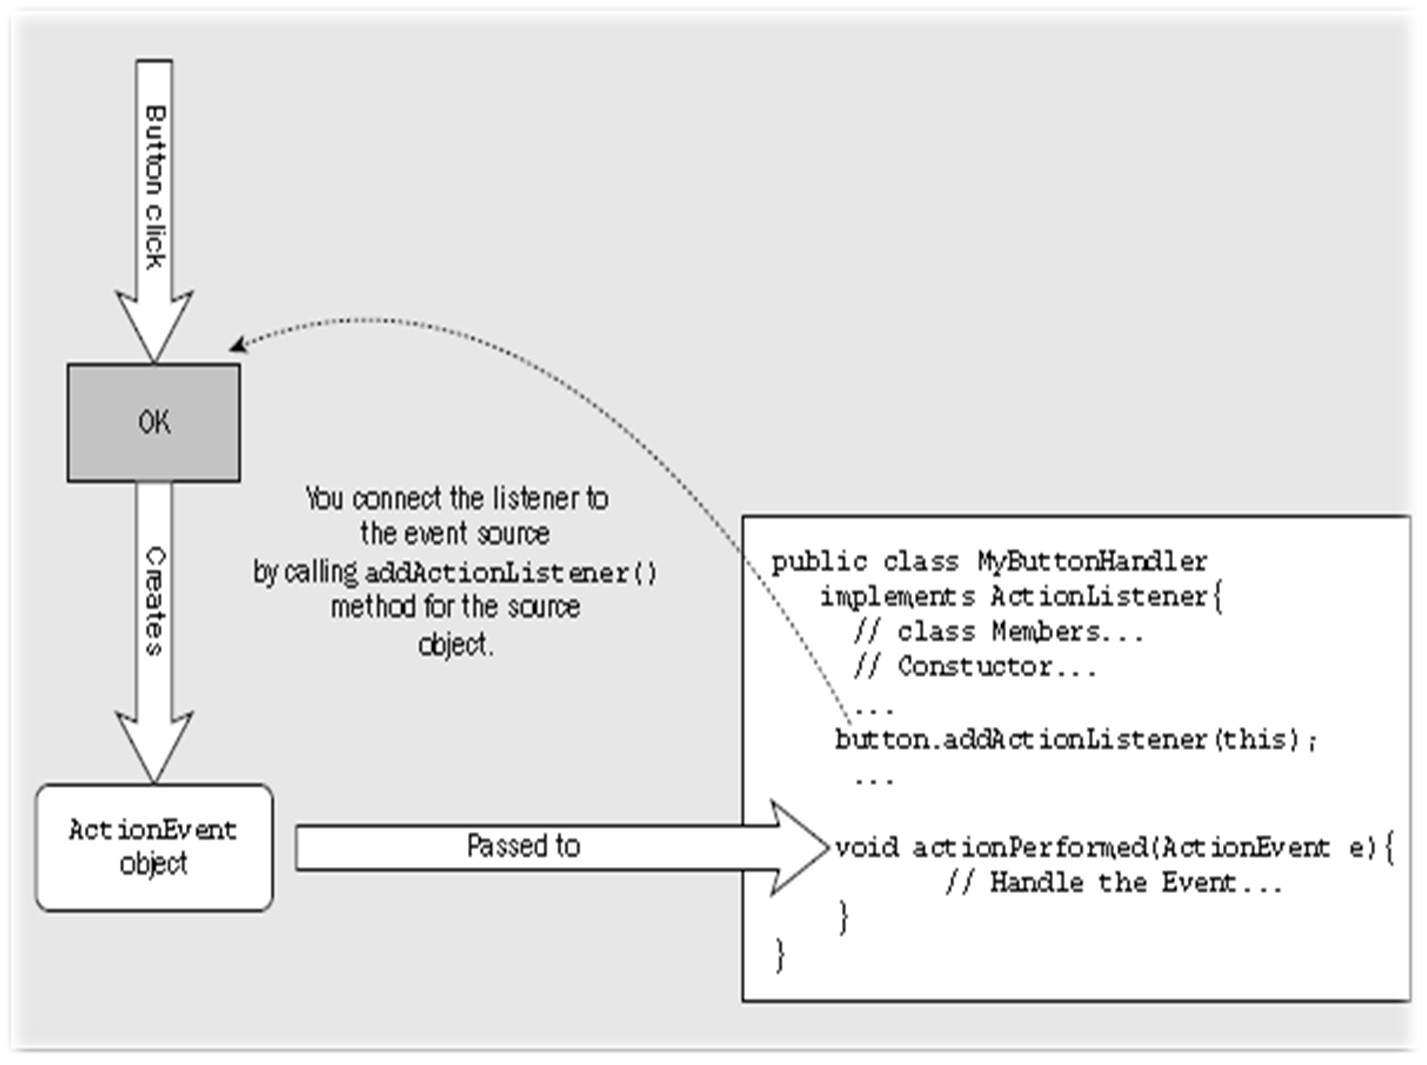 Button click
OK
You connect the listener to
the event source
by calling addActionListener()
method for the source
object.
Creates
ActionEvent
object
Passed to
public class MyButtonHandler
implements ActionListener{
// class Members...
// Constuctor...
...
button.addActionListener(this);
...
void actionPerformed(ActionEvent e){
// Handle the Event...
}
}